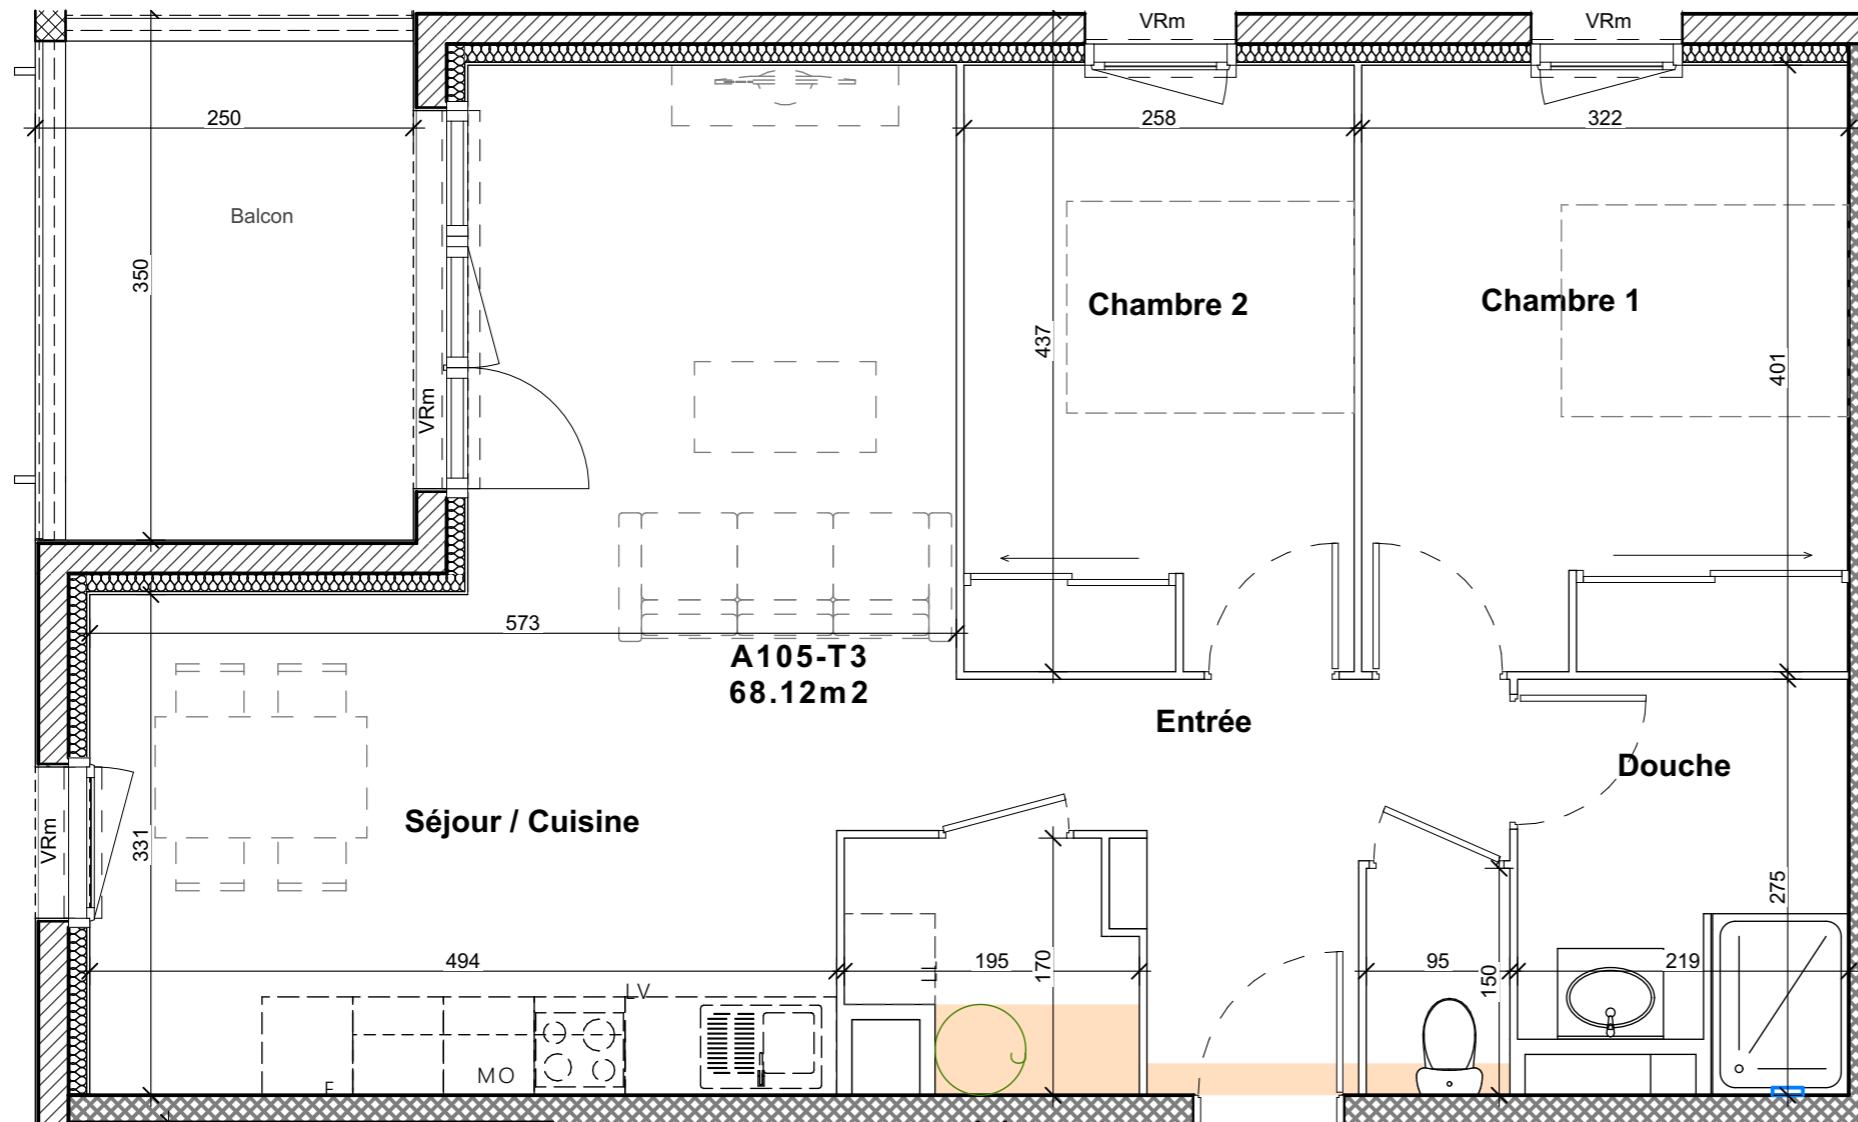 VRm
VRm
250
258
322
Balcon
350
Chambre 2
Chambre 1
437
401
VRm
573
A105-T3
68.12m2
Entrée
Douche
Séjour / Cuisine
VRm
331
275
494
195
170
95
150
219
LV
LL
MO
F